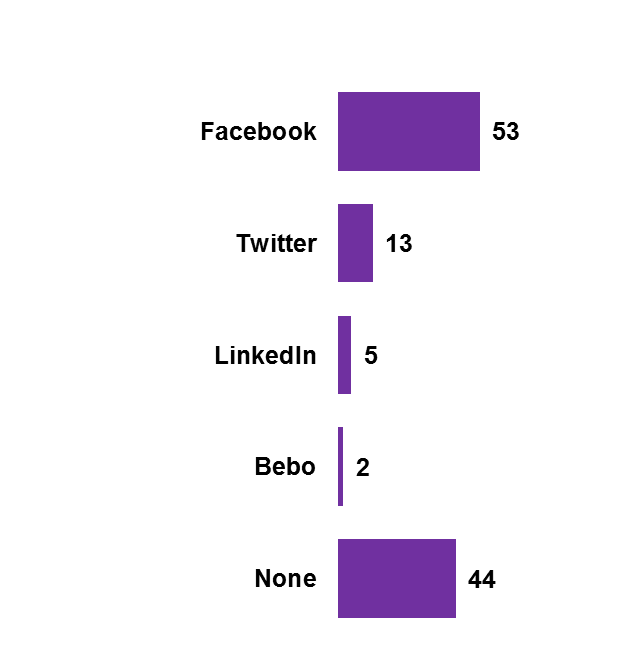 Facebook 53
Twitter 13
LinkedIn 5
Bebo 2
None 44